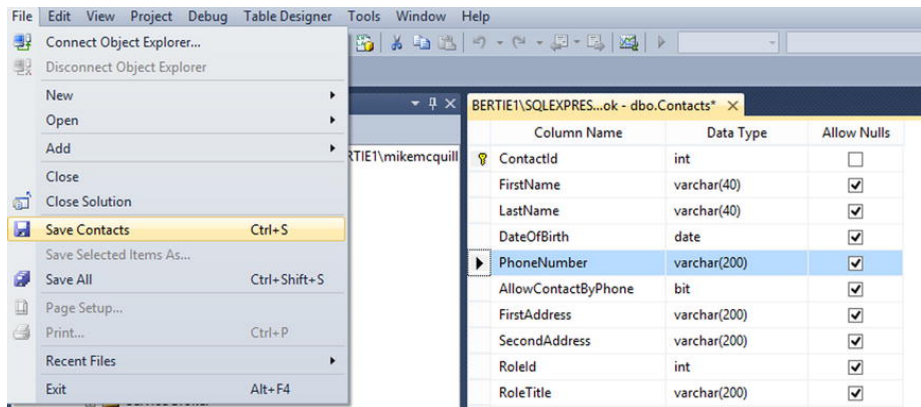 File Edit View Project Debug Table Designer Tools Window Help
Connect Object Explorer...
Disconnect Object Explorer
New
Open
Add
Close
Close Solution
Save Contacts Ctrl+S
Save Selected Items As...
Save All Ctrl+Shift+S
Page Setup...
Print... Ctrl+P
Recent Files
Exit Alt+F4
RTIE1\mikemcquill
BERTIE1\SQLEXPRES...ok - dbo.Contacts*
Column Name Data Type Allow Nulls
ContactId int
FirstName varchar(40)
LastName varchar(40)
DateOfBirth date
PhoneNumber varchar(200)
AllowContactByPhone bit
FirstAddress varchar(200)
SecondAddress varchar(200)
RoleId int
RoleTitle varchar(200)